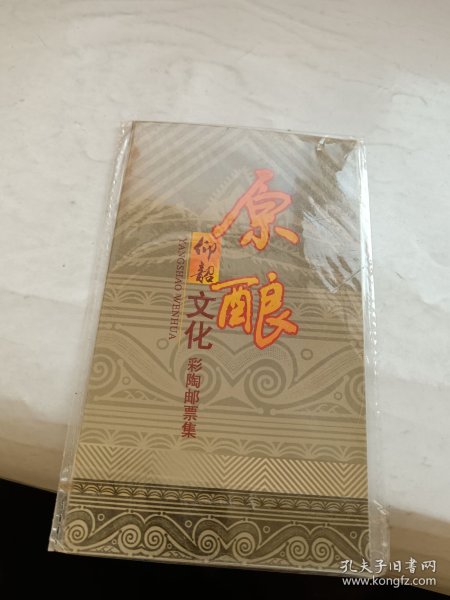 原酿
仰韶
文化
YANGSHAO WENHUA
彩陶邮票集
孔夫子旧书网
www.kongfz.com